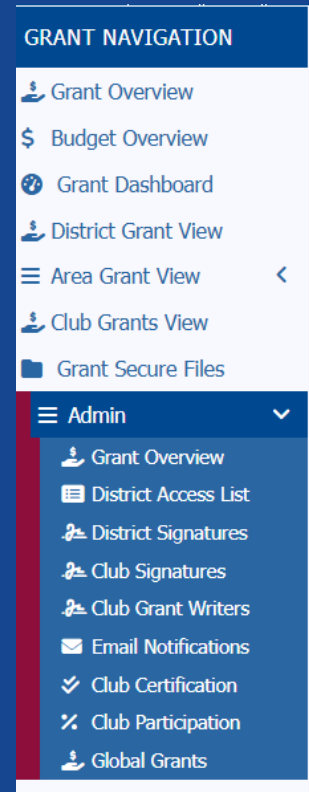 GRANT NAVIGATION
Grant Overview
$ Budget Overview
Grant Dashboard
District Grant View
Area Grant View
Club Grants View
Grant Secure Files
Admin
Grant Overview
District Access List
District Signatures
Club Signatures
Club Grant Writers
Email Notifications
Club Certification
Club Participation
Global Grants